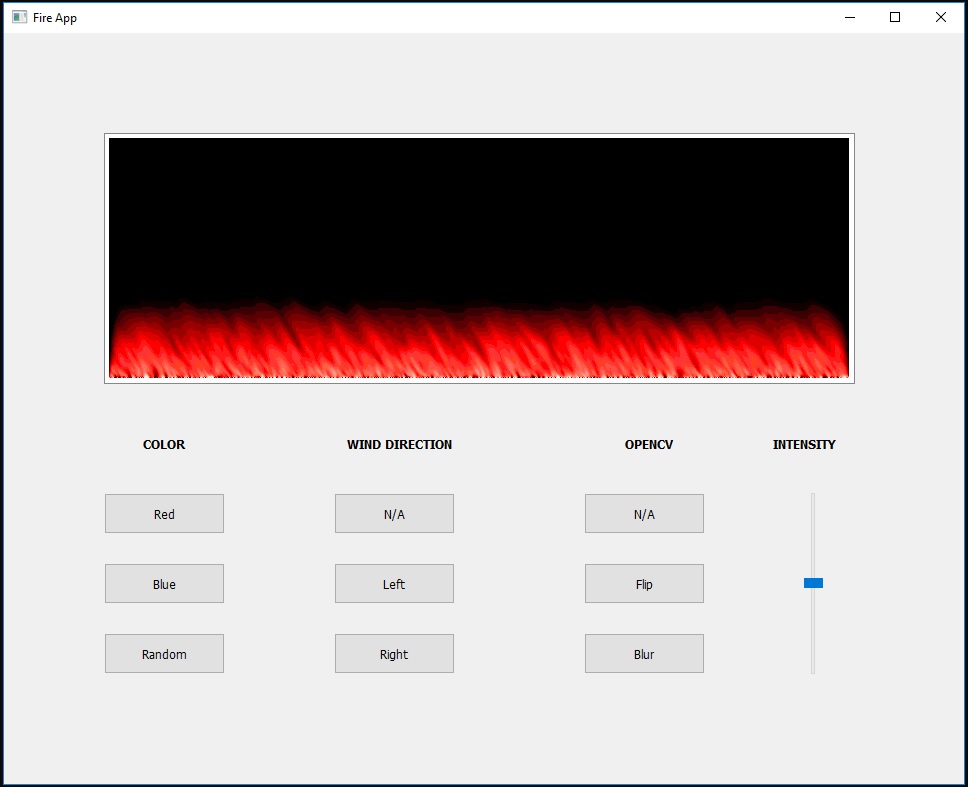 Fire App
COLOR
WIND DIRECTION
OPENCV
INTENSITY
Red
N/A
N/A
Blue
Left
Flip
Random
Right
Blur